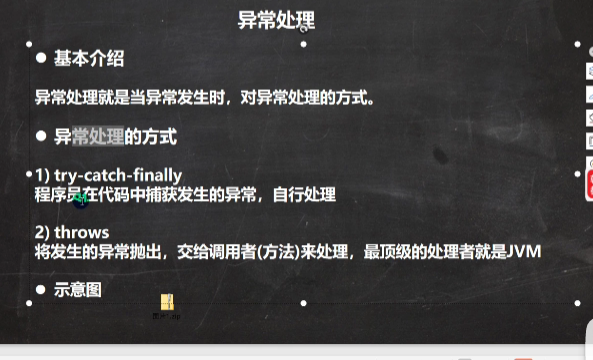 异常处理
● 基本介绍
异常处理就是当异常发生时，对异常处理的方式。
● 异常处理的方式
1) try-catch-finally
程序员在代码中捕获发生的异常，自行处理
2) throws
将发生的异常抛出，交给调用者(方法)来处理，最顶级的处理者就是JVM
● 示意图